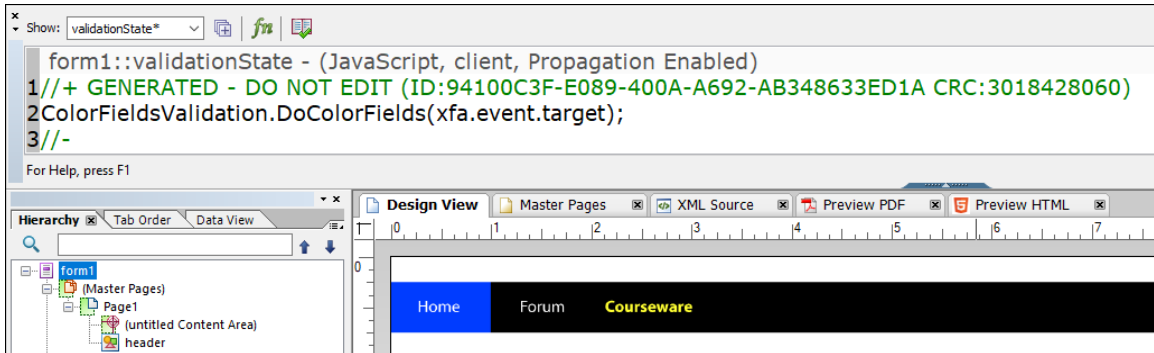 Show: validationState* fn
form1::validationState - (JavaScript, client, Propagation Enabled)
1//+ GENERATED - DO NOT EDIT (ID:94100C3F-E089-400A-A692-AB348633ED1A CRC:3018428060)
2ColorFieldsValidation.DoColorFields(xfa.event.target);
3//-
For Help, press F1
Hierarchy Tab Order Data View
form1
(Master Pages)
Page1
(untitled Content Area)
header
Design View Master Pages XML Source Preview PDF Preview HTML
0 1 2 3 4 5 6 7
0
Home Forum Courseware